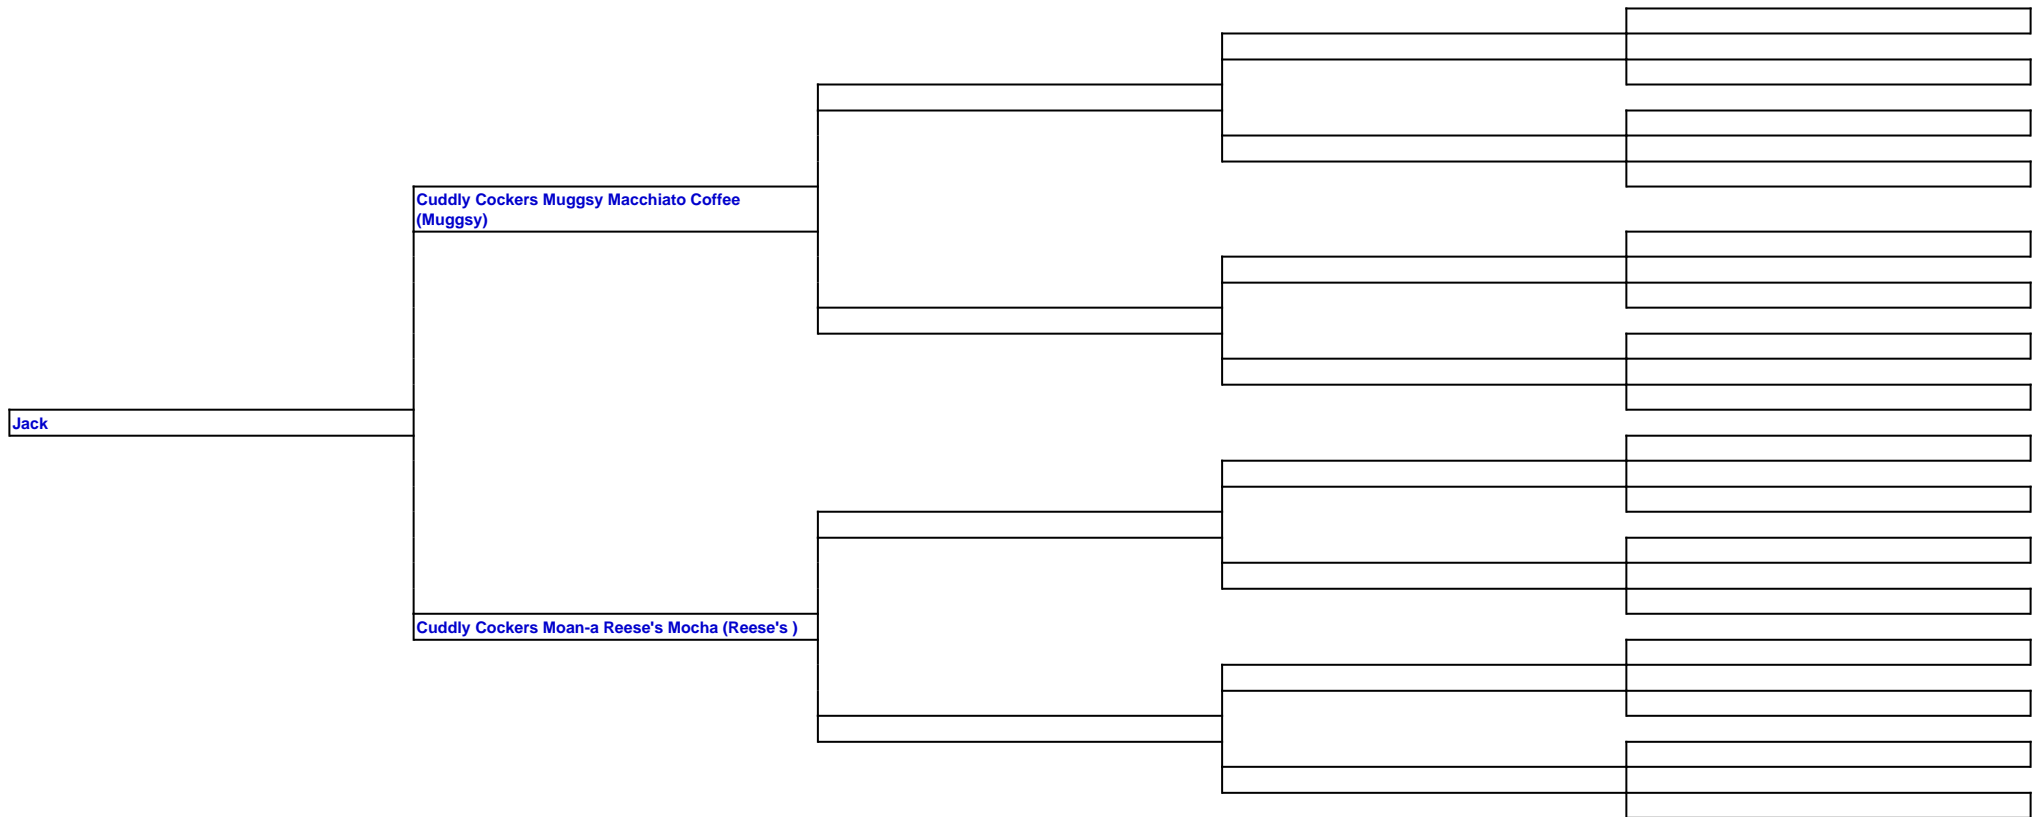 Cuddly Cockers Muggsy Macchiato Coffee
(Muggsy)
Jack
Cuddly Cockers Moan-a Reese's Mocha (Reese's )